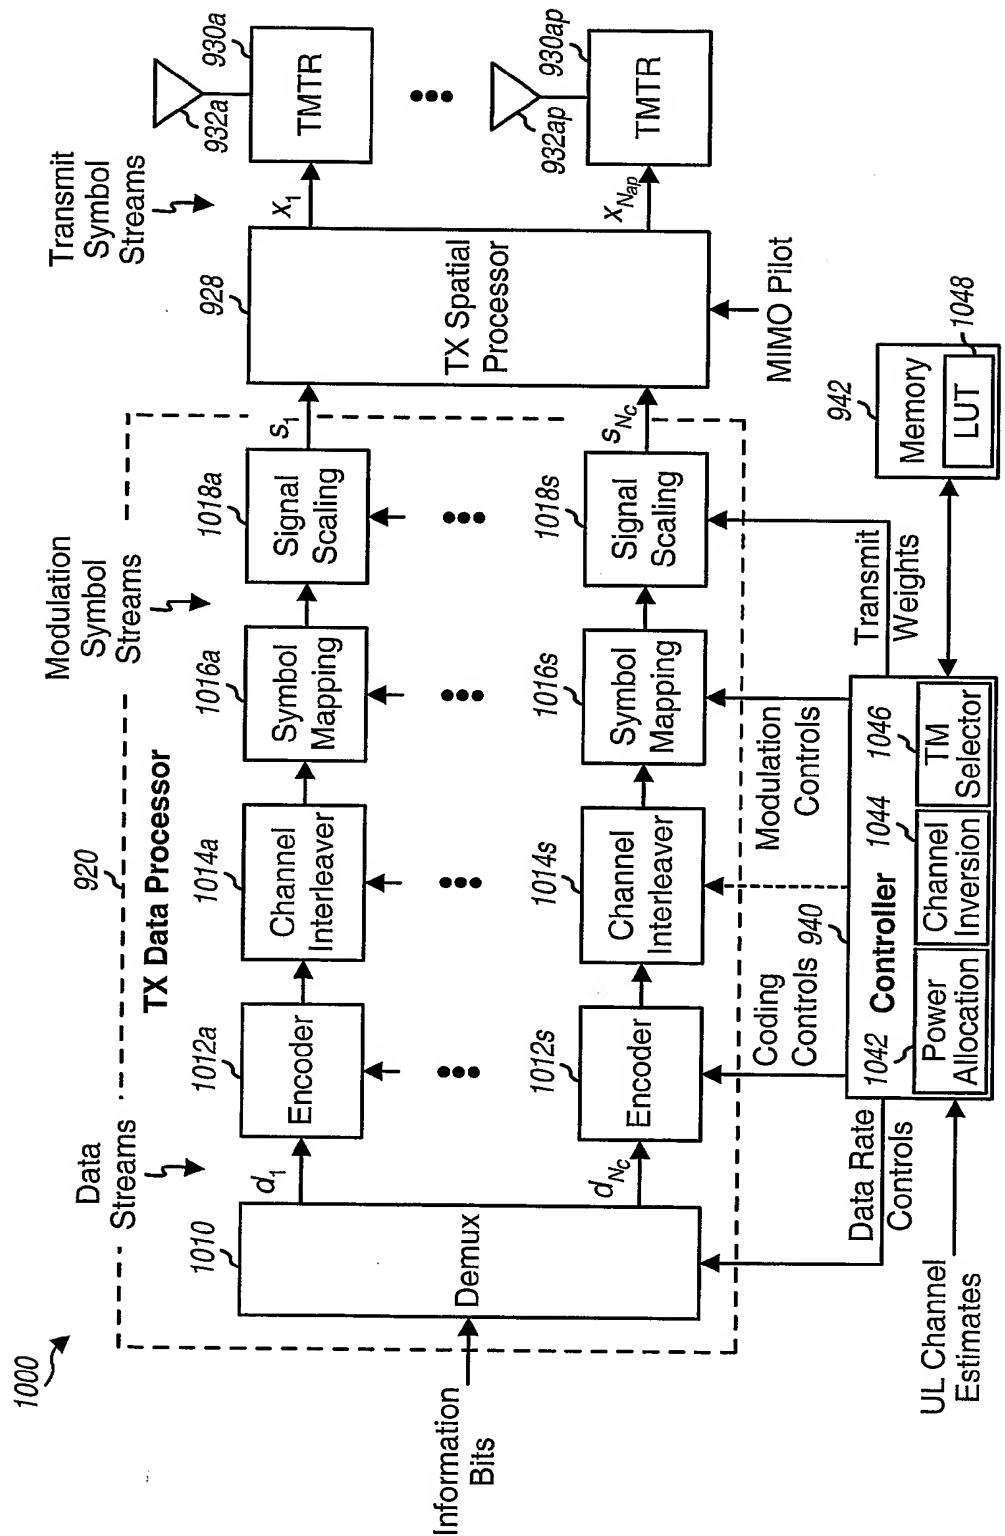 1000
920
TX Data Processor
Data
Streams
Modulation
Symbol
Streams
Transmit
Symbol
Streams
Information
Bits
1010
Demux
d1
dNc
1012a
Encoder
1014a
Channel
Interleaver
1016a
Symbol
Mapping
1018a
Signal
Scaling
s1
1012s
Encoder
1014s
Channel
Interleaver
1016s
Symbol
Mapping
1018s
Signal
Scaling
sNc
928
TX Spatial
Processor
MIMO Pilot
x1
xNap
932a
930a
TMTR
932ap
930ap
TMTR
Data Rate
Controls
Coding
Controls
Modulation
Controls
Transmit
Weights
UL Channel
Estimates
940
Controller
1042
Power
Allocation
1044
Channel
Inversion
1046
TM
Selector
942
Memory
1048
LUT